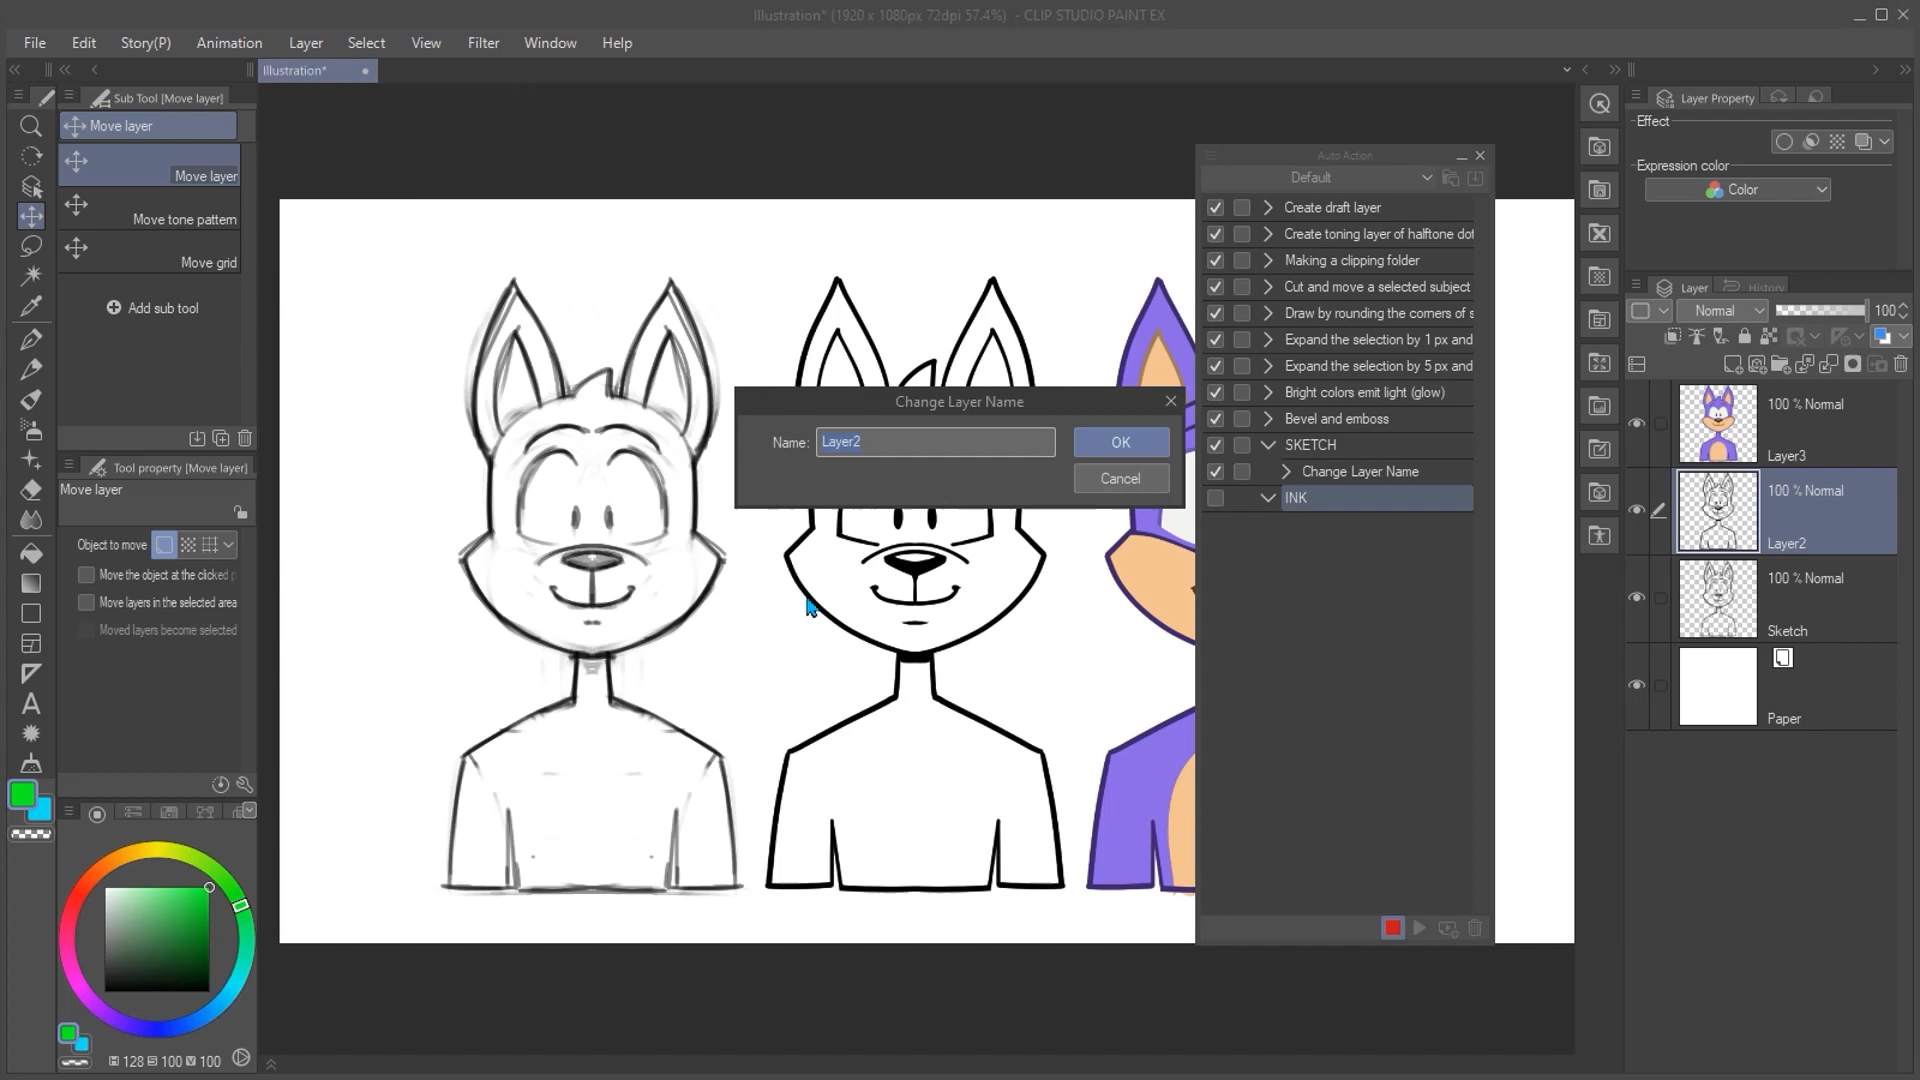 Illustration* (1920 x 1080px 72dpi 57.4%) - CLIP STUDIO PAINT EX
File Edit Story(P) Animation Layer Select View Filter Window Help
Illustration*
Sub Tool [Move layer]
Move layer
Move layer
Move tone pattern
Move grid
Add sub tool
Tool property [Move layer]
Move layer
Object to move
Move the object at the clicked p
Move layers in the selected area
Moved layers become selected
H 128 S 100 V 100
Change Layer Name
Name: Layer2
OK
Cancel
Auto Action
Default
Create draft layer
Create toning layer of halftone dot
Making a clipping folder
Cut and move a selected subject
Draw by rounding the corners of s
Expand the selection by 1 px and
Expand the selection by 5 px and
Bright colors emit light (glow)
Bevel and emboss
SKETCH
Change Layer Name
INK
Layer Property
Effect
Expression color
Color
Layer
History
Normal
100
100 % Normal
Layer3
100 % Normal
Layer2
100 % Normal
Sketch
Paper